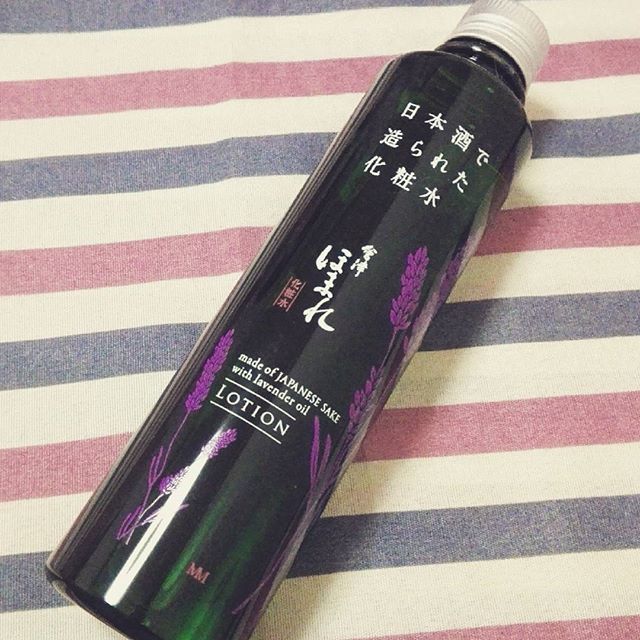 日本酒で
造られた
化粧水
会津
ほまれ
化粧水
made of JAPANESE SAKE
with lavender oil
LOTION
MM